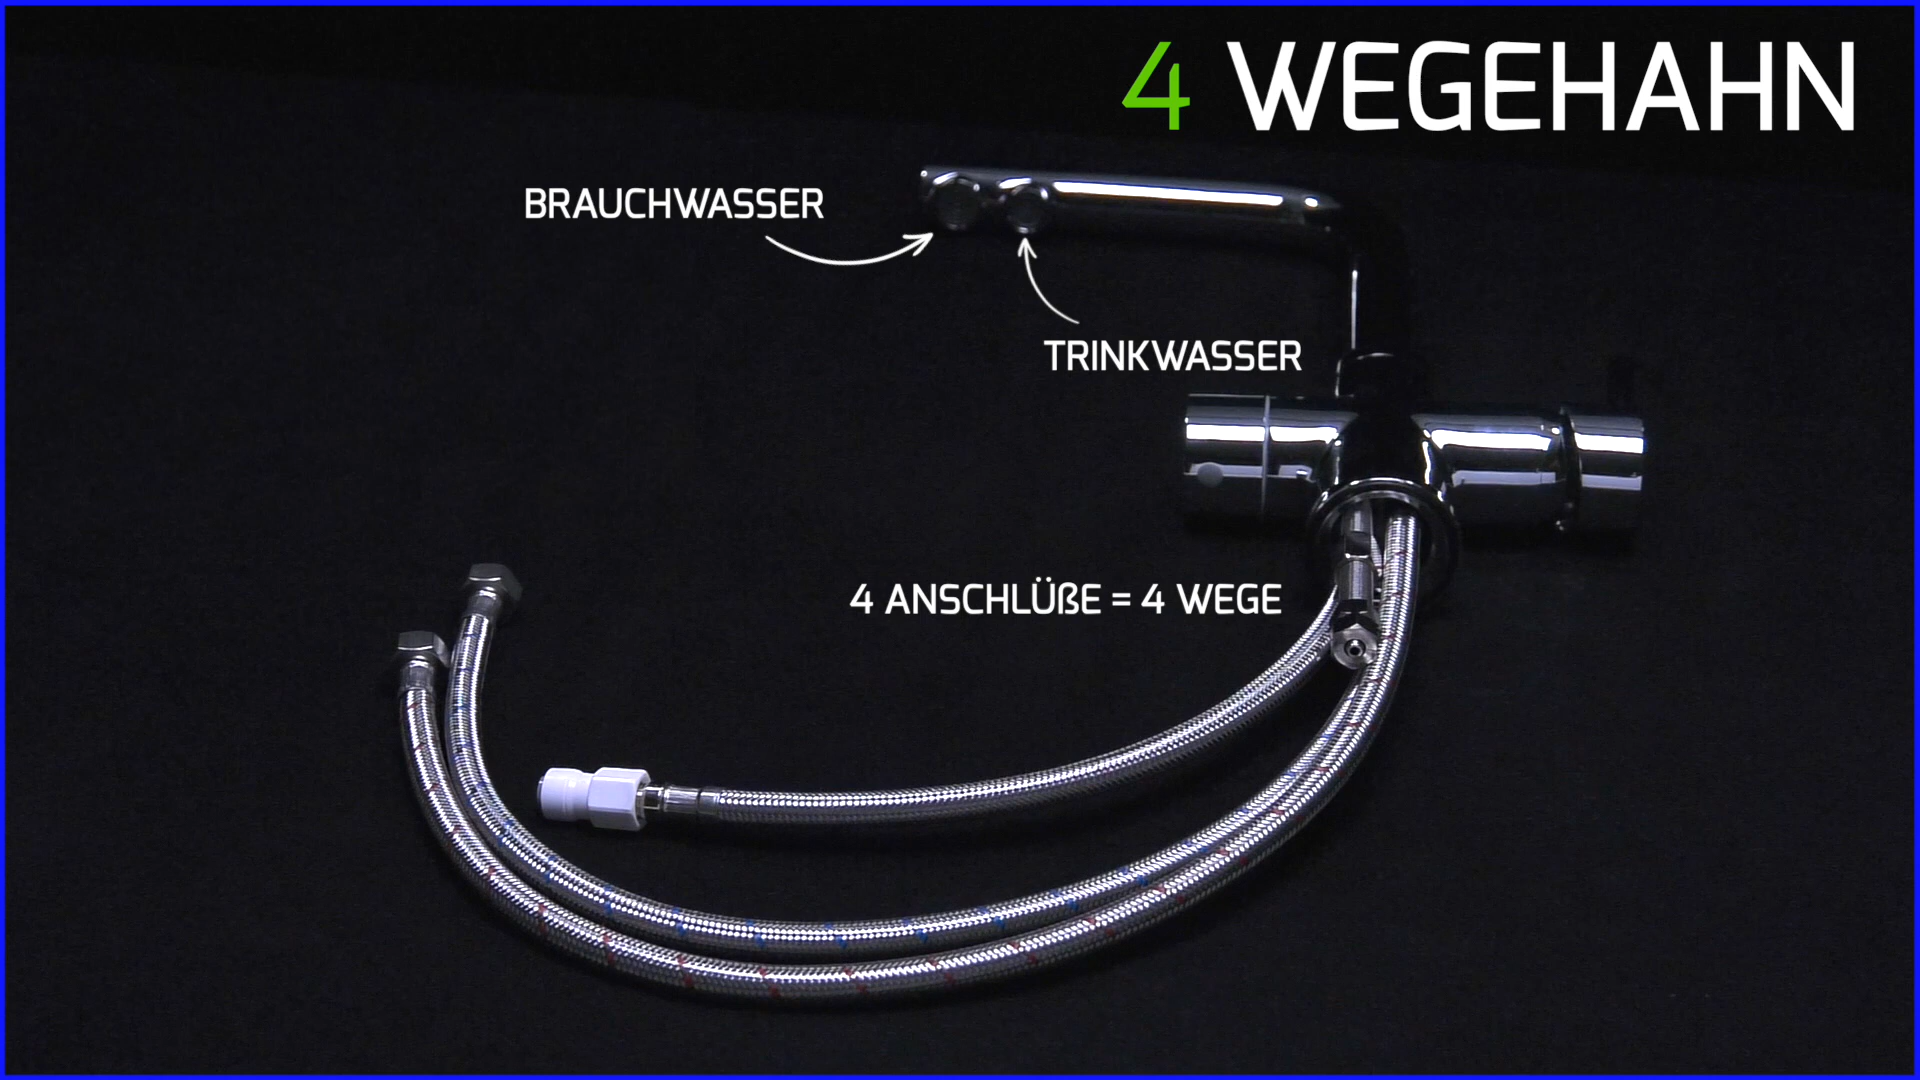 4 WEGEHAHN
BRAUCHWASSER
TRINKWASSER
4 ANSCHLÜßE = 4 WEGE